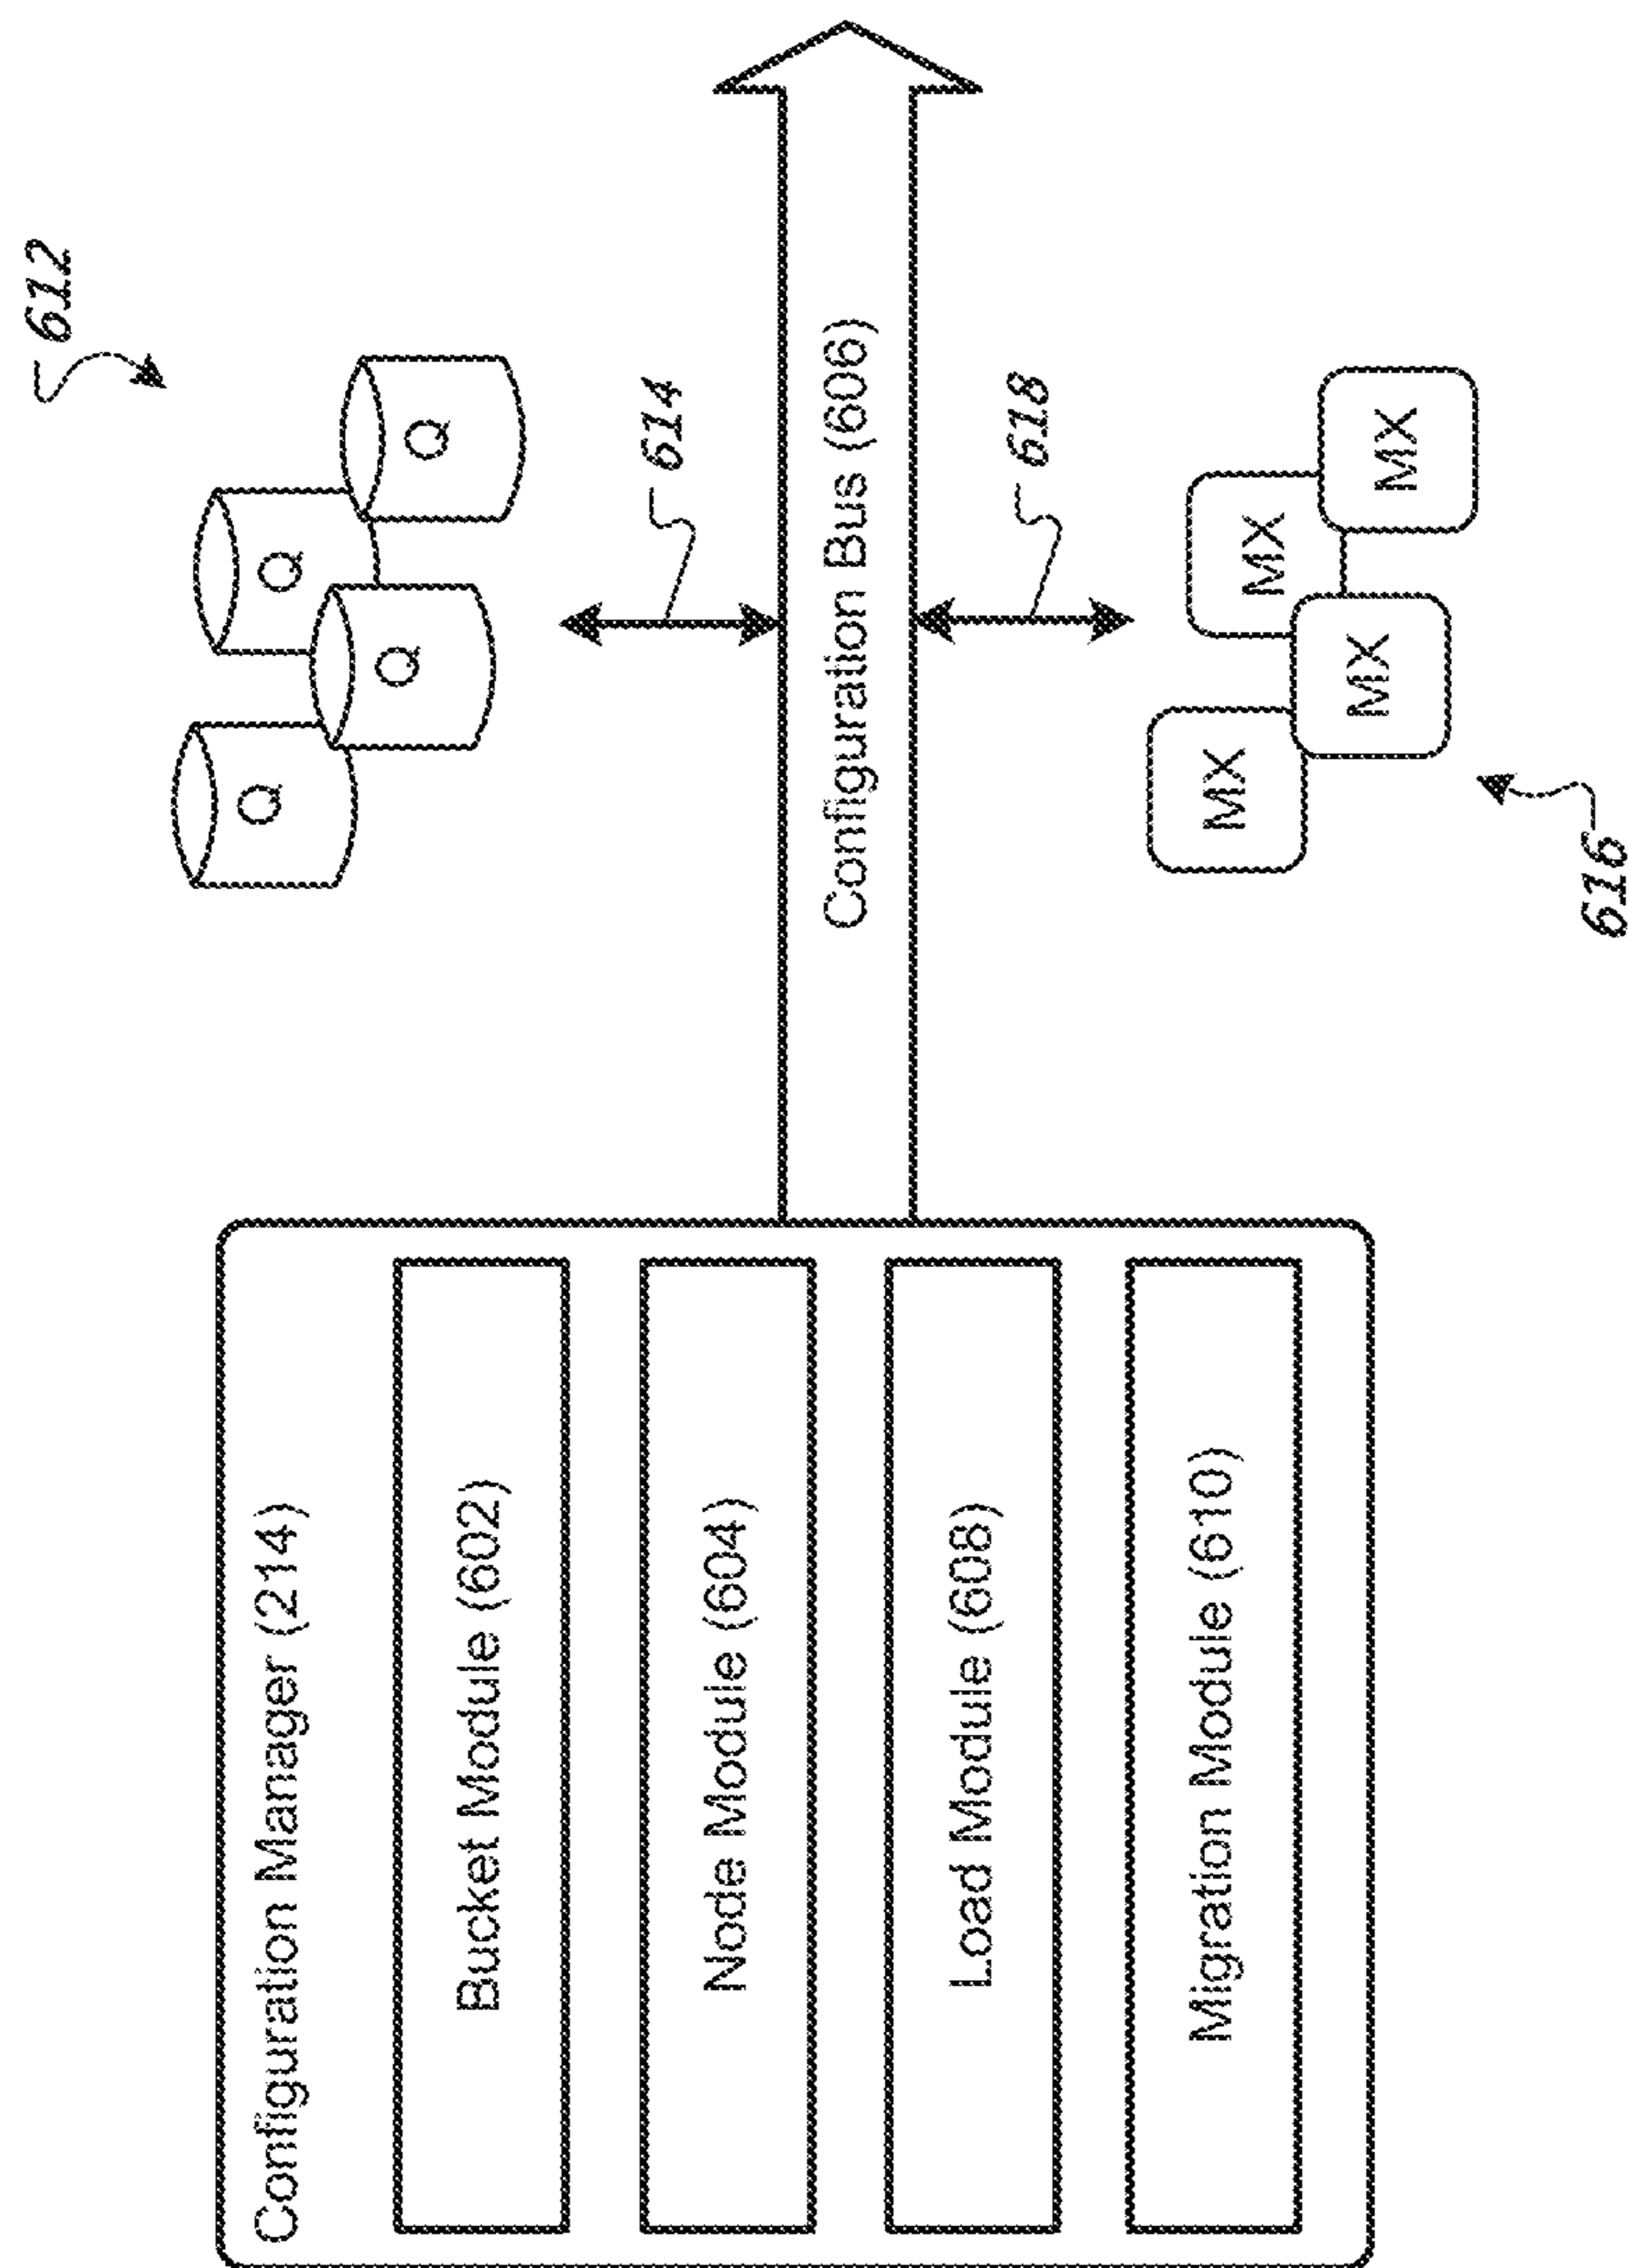 Configuration Manager (214)
Bucket Module (602)
Node Module (604)
Load Module (608)
Migration Module (610)
612
Q
Q
Q
Q
614
Configuration Bus (606)
618
MX
MX
MX
MX
616